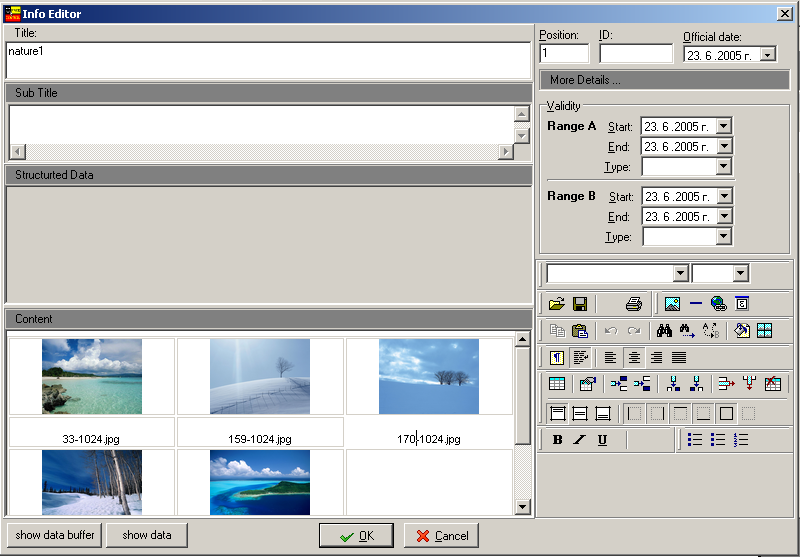 Info Editor
Title:
nature1
Sub Title
Structurted Data
Content
33-1024.jpg 159-1024.jpg 170-1024.jpg
show data buffer show data OK Cancel
Position: ID: Official date:
1 23. 6 .2005 г.
More Details ...
Validity
Range A Start: 23. 6 .2005 г.
End: 23. 6 .2005 г.
Type:
Range B Start: 23. 6 .2005 г.
End: 23. 6 .2005 г.
Type:
B I U